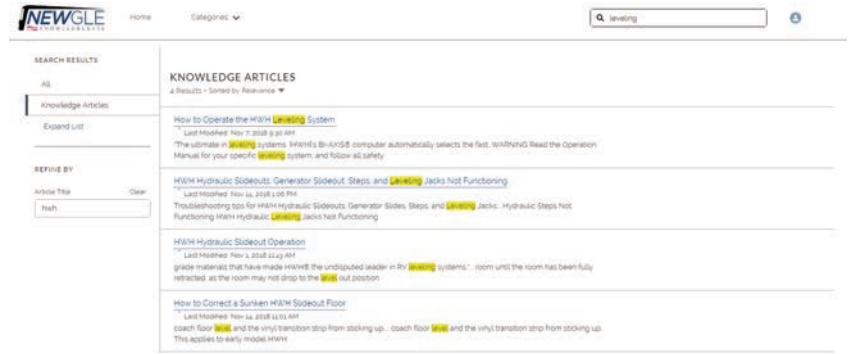 NEWGLE
KNOWLEDGEBASE
Home
Categories
leveling
SEARCH RESULTS
All
Knowledge Articles
Expand List
REFINE BY
Article Title
Clear
hwh
KNOWLEDGE ARTICLES
4 Results • Sorted by Relevance
How to Operate the HWH Leveling System
Last Modified: Nov 7, 2018 9:30 AM
"The ultimate in leveling systems. (HWH)'s BI-AXIS® computer automatically selects the fast, WARNING Read the Operation
Manual for your specific leveling system, and follow all safety
HWH Hydraulic Slideouts, Generator Slideout, Steps, and Leveling Jacks Not Functioning
Last Modified: Nov 14, 2018 1:06 PM
Troubleshooting tips for HWH Hydraulic Slideouts, Generator Slides, Steps, and Leveling Jacks... Hydraulic Steps Not
Functioning HWH Hydraulic Leveling Jacks Not Functioning
HWH Hydraulic Slideout Operation
Last Modified: Nov 1, 2018 11:43 AM
grade materials that have made HWH® the undisputed leader in RV leveling systems."... room until the room has been fully
retracted, as the room may not drop to the level out position
How to Correct a Sunken HWH Slideout Floor
Last Modified: Nov 14, 2018 11:01 AM
coach floor level and the vinyl transition strip from sticking up... coach floor level and the vinyl transition strip from sticking up.
This applies to early model HWH